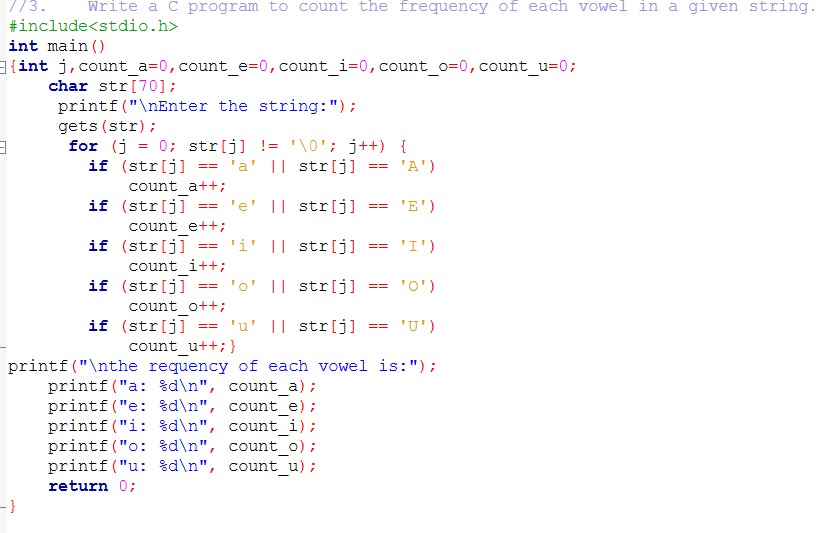 //3.    Write a C program to count the frequency of each vowel in a given string.
#include<stdio.h>
int main()
{int j,count_a=0,count_e=0,count_i=0,count_o=0,count_u=0;
    char str[70];
     printf("\nEnter the string:");
     gets(str);
      for (j = 0; str[j] != '\0'; j++) {
        if (str[j] == 'a' || str[j] == 'A')
            count_a++;
        if (str[j] == 'e' || str[j] == 'E')
            count_e++;
        if (str[j] == 'i' || str[j] == 'I')
            count_i++;
        if (str[j] == 'o' || str[j] == 'O')
            count_o++;
        if (str[j] == 'u' || str[j] == 'U')
            count_u++;}
printf("\nthe requency of each vowel is:");
    printf("a: %d\n", count_a);
    printf("e: %d\n", count_e);
    printf("i: %d\n", count_i);
    printf("o: %d\n", count_o);
    printf("u: %d\n", count_u);
    return 0;
}